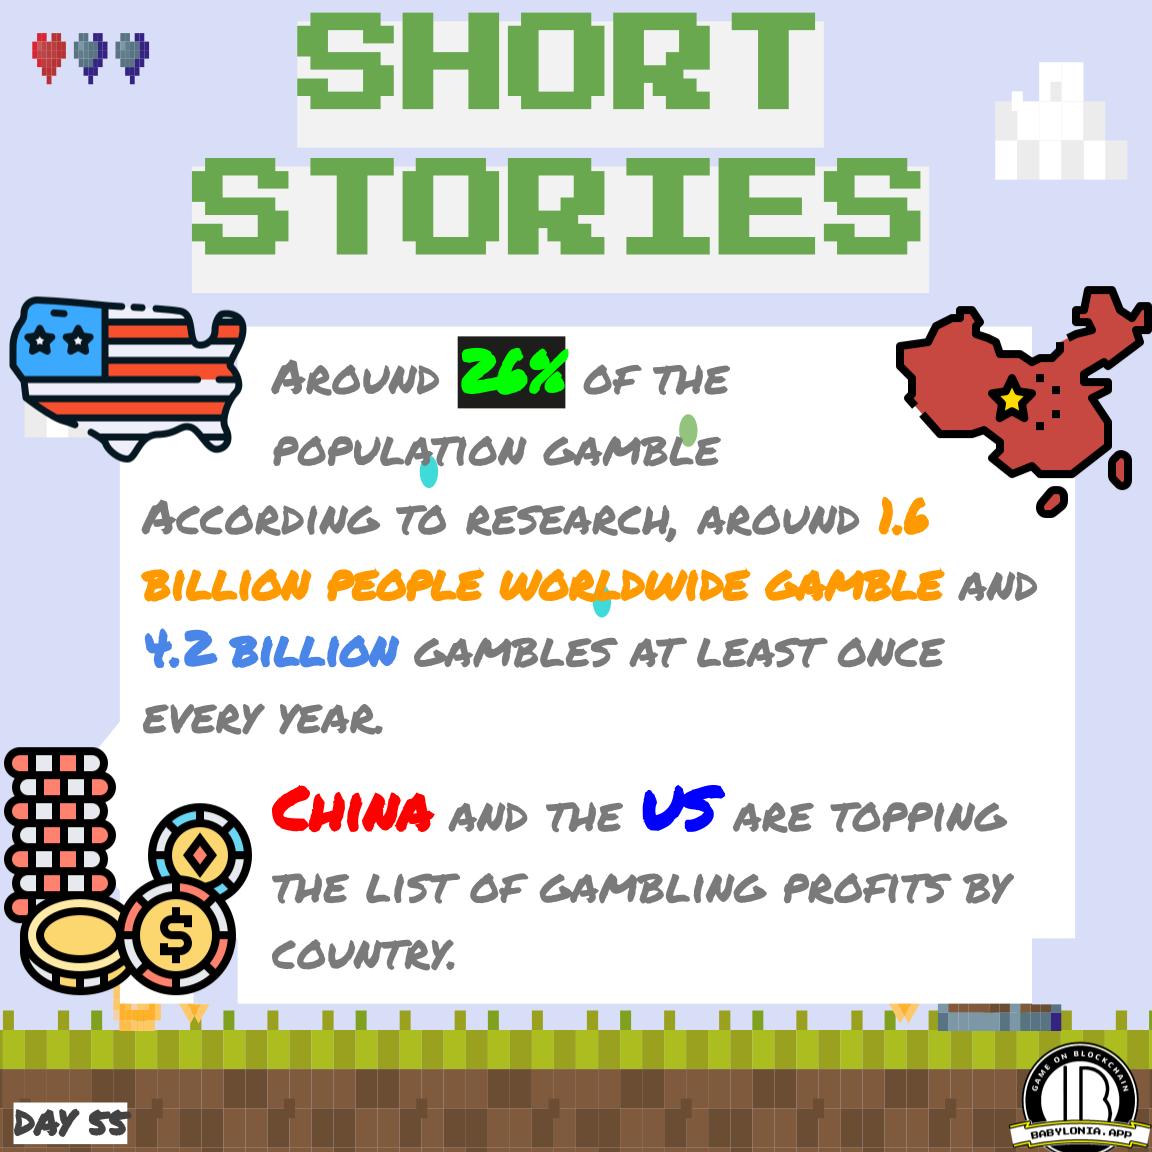 SHORT
STORIES
AROUND 26% OF THE
POPULATION GAMBLE
ACCORDING TO RESEARCH, AROUND 1.6
BILLION PEOPLE WORLDWIDE GAMBLE AND
4.2 BILLION GAMBLES AT LEAST ONCE
EVERY YEAR.
CHINA AND THE US ARE TOPPING
THE LIST OF GAMBLING PROFITS BY
COUNTRY.
$
DAY 55
GAME ON BLOCKCHAIN
B
BABYLONIA.APP